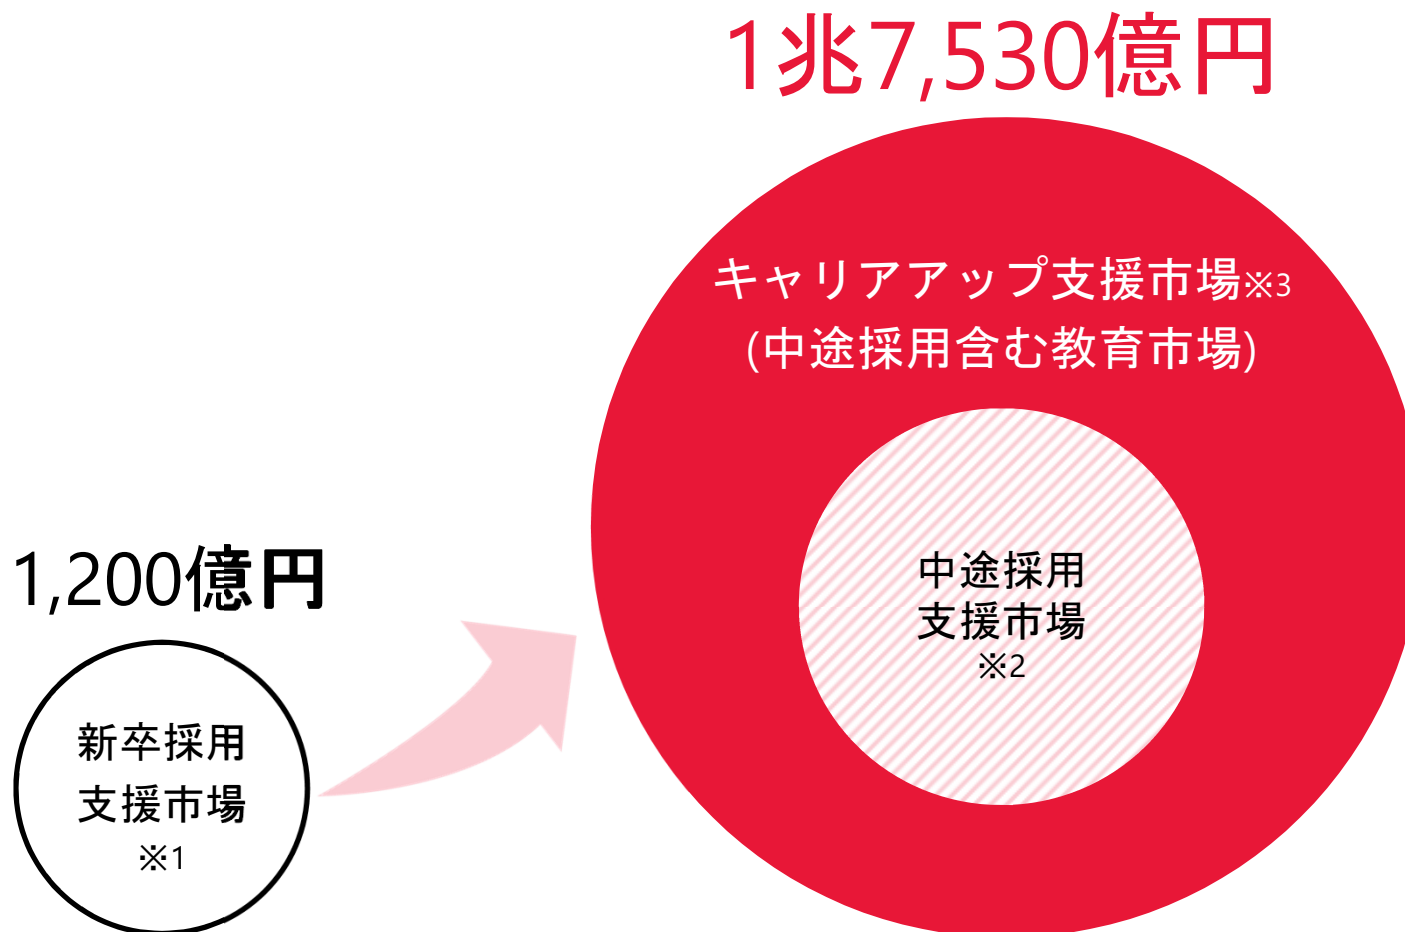 1兆7,530億円
キャリアアップ支援市場※3
(中途採用含む教育市場)
中途採用
支援市場
※2
1,200億円
新卒採用
支援市場
※1